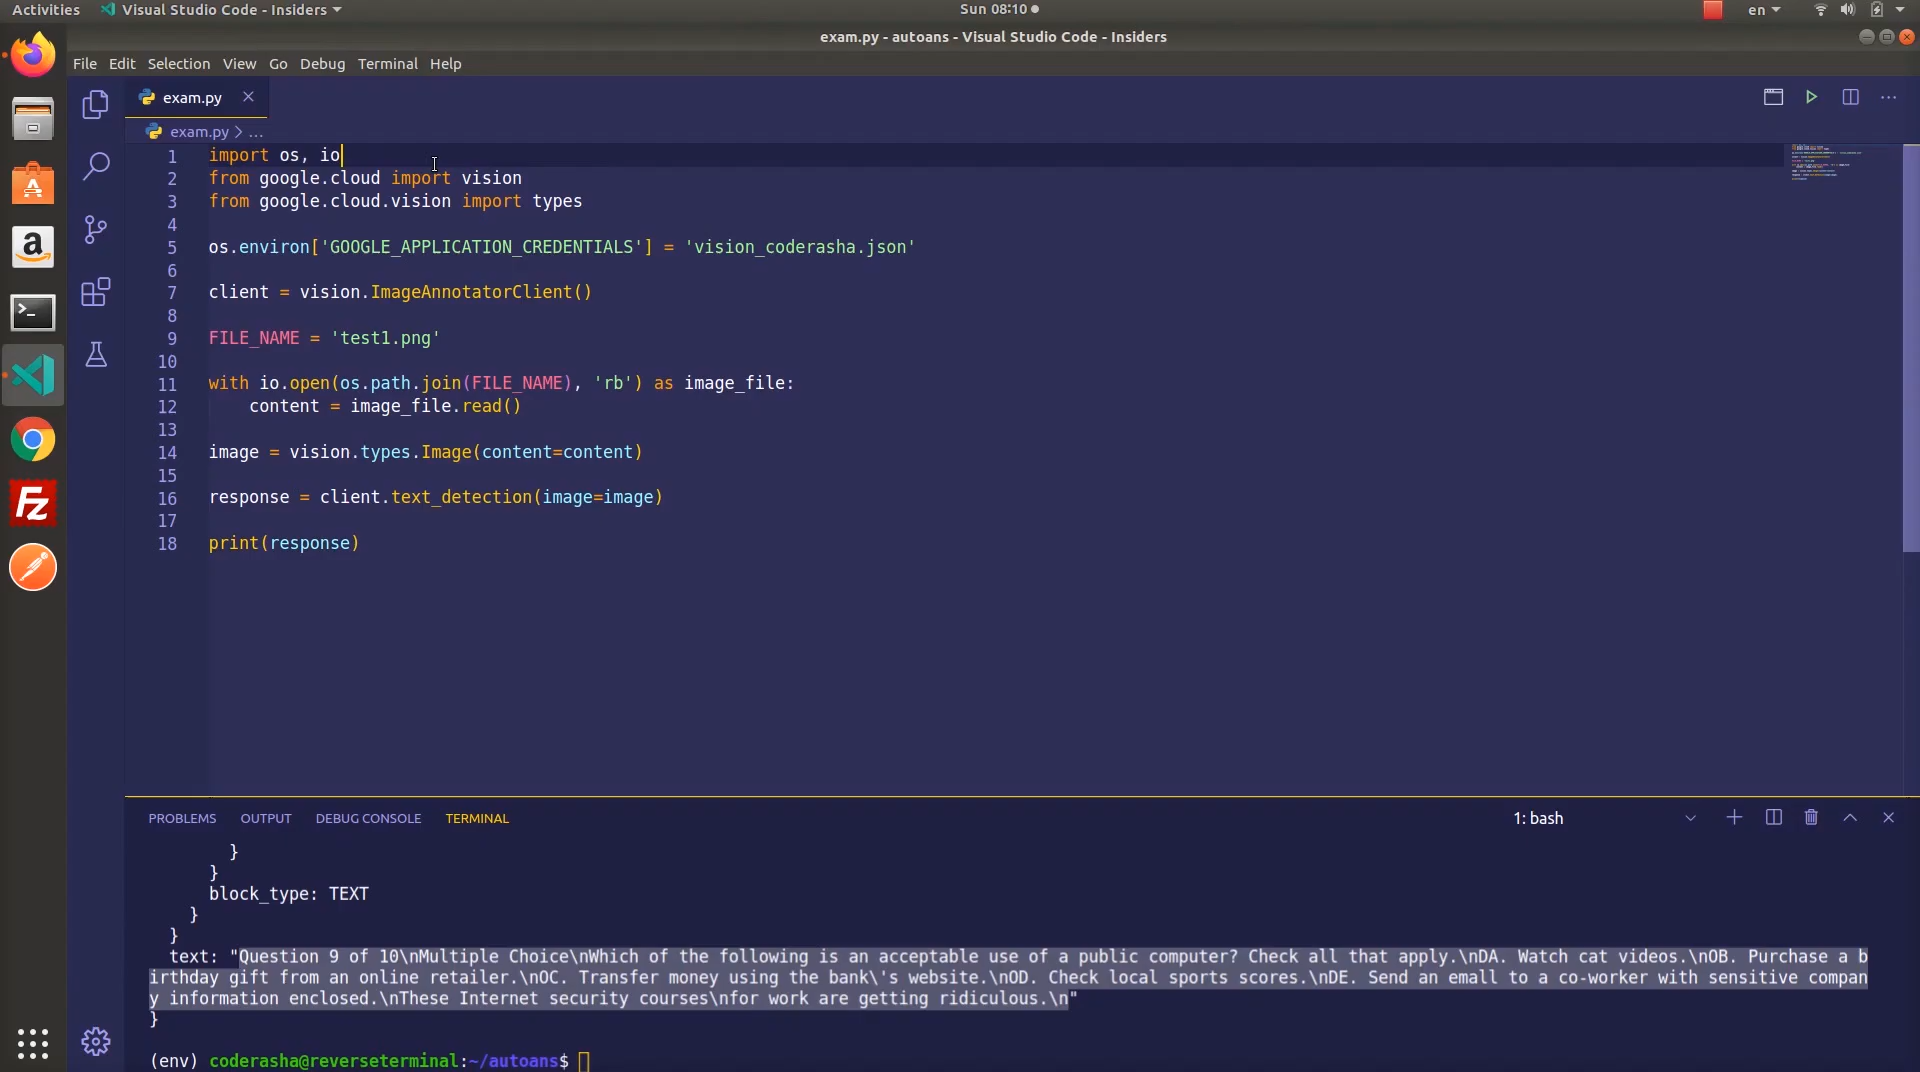 Activities Visual Studio Code - Insiders Sun 08:10 en
exam.py - autoans - Visual Studio Code - Insiders
File Edit Selection View Go Debug Terminal Help
exam.py
exam.py > ...
1 import os, io
2 from google.cloud import vision
3 from google.cloud.vision import types
4
5 os.environ['GOOGLE_APPLICATION_CREDENTIALS'] = 'vision_coderasha.json'
6
7 client = vision.ImageAnnotatorClient()
8
9 FILE_NAME = 'test1.png'
10
11 with io.open(os.path.join(FILE_NAME), 'rb') as image_file:
12     content = image_file.read()
13
14 image = vision.types.Image(content=content)
15
16 response = client.text_detection(image=image)
17
18 print(response)
PROBLEMS OUTPUT DEBUG CONSOLE TERMINAL 1: bash
}
}
block_type: TEXT
}
}
text: "Question 9 of 10\nMultiple Choice\nWhich of the following is an acceptable use of a public computer? Check all that apply.\nDA. Watch cat videos.\nOB. Purchase a b
irthday gift from an online retailer.\nOC. Transfer money using the bank\'s website.\nOD. Check local sports scores.\nDE. Send an emall to a co-worker with sensitive compan
y information enclosed.\nThese Internet security courses\nfor work are getting ridiculous.\n"
}
(env) coderasha@reverseterminal:~/autoans$